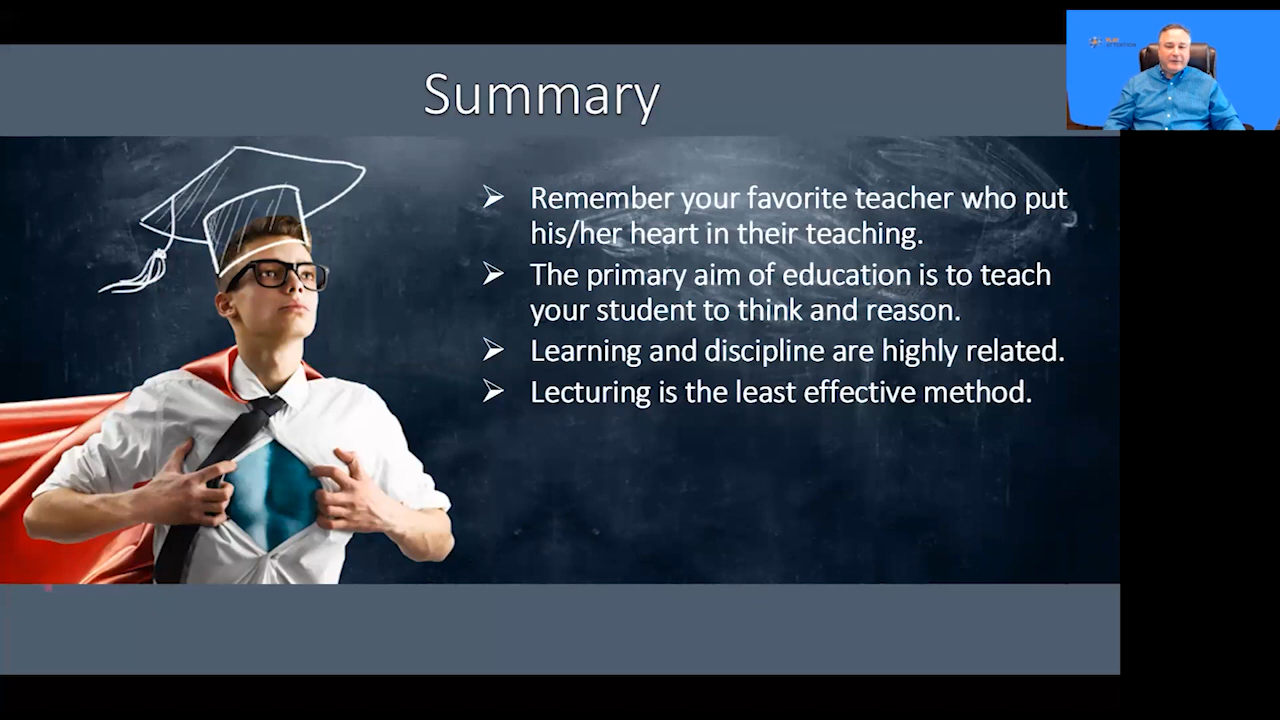 Summary
➢ Remember your favorite teacher who put
his/her heart in their teaching.
➢ The primary aim of education is to teach
your student to think and reason.
➢ Learning and discipline are highly related.
➢ Lecturing is the least effective method.